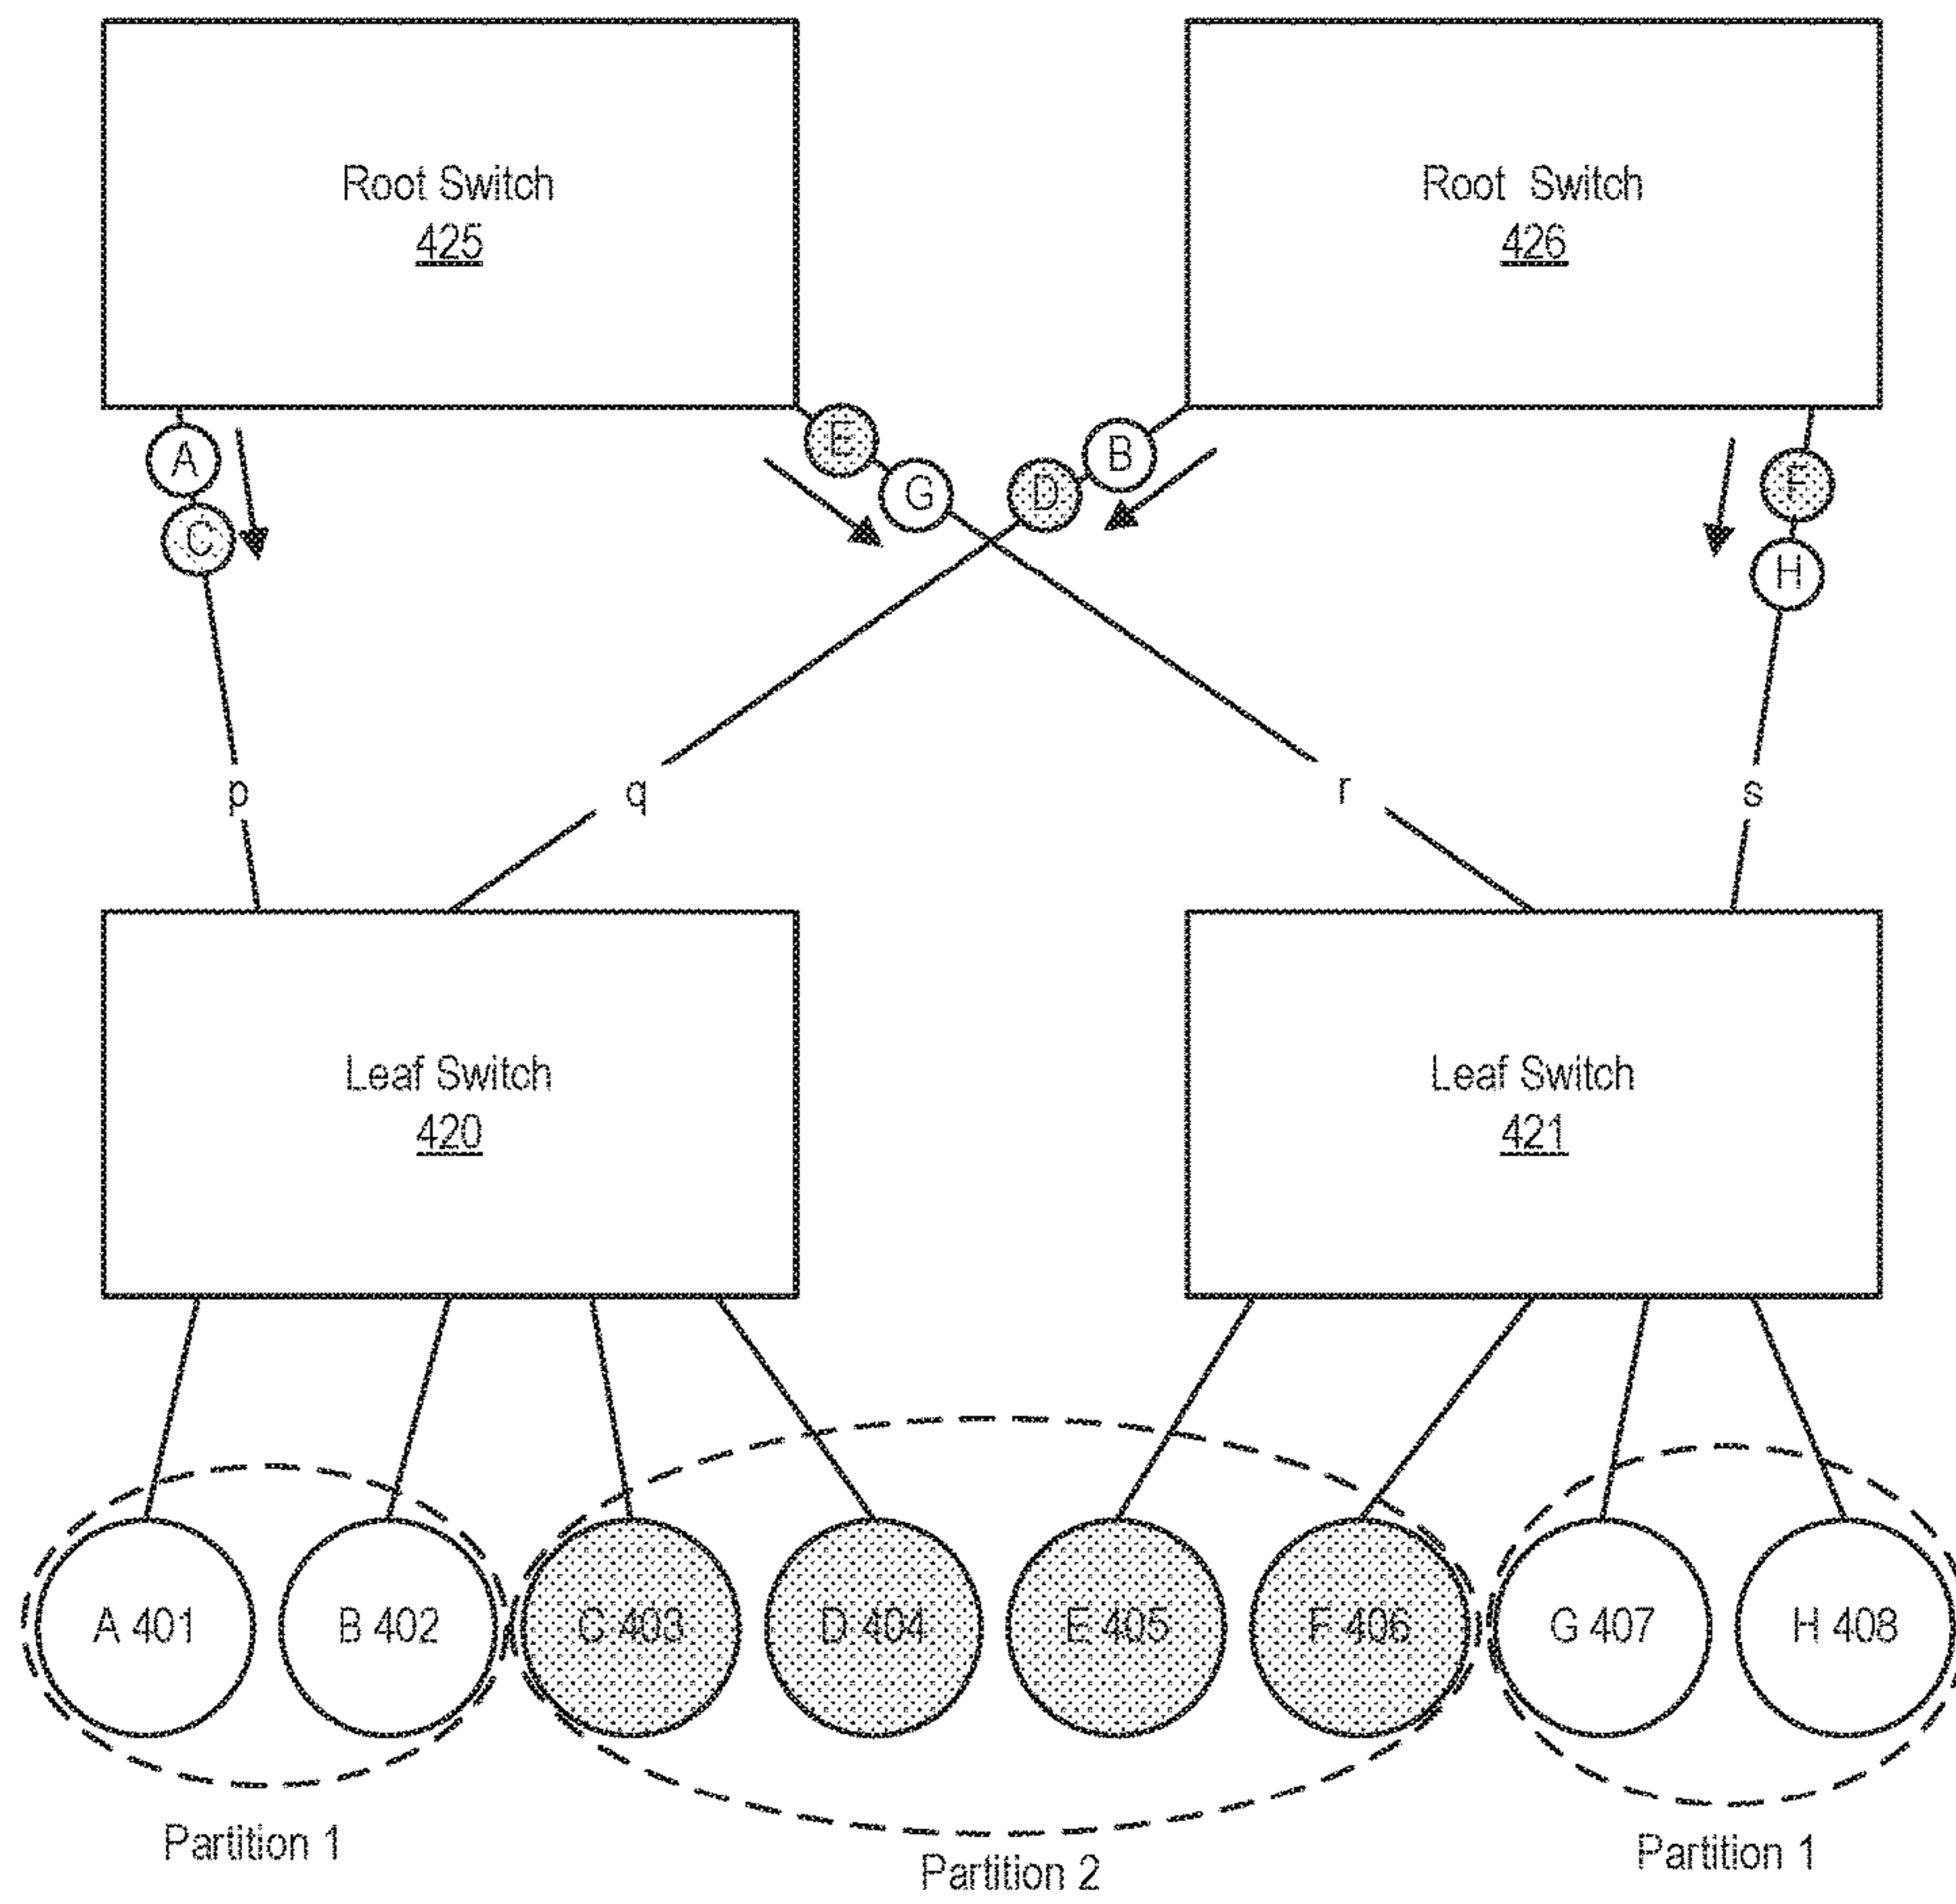 Root Switch
425
Root Switch
426
A
C
E
G
D
B
F
H
p
q
r
s
Leaf Switch
420
Leaf Switch
421
A 401
B 402
C 403
D 404
E 405
F 406
G 407
H 408
Partition 1
Partition 2
Partition 1